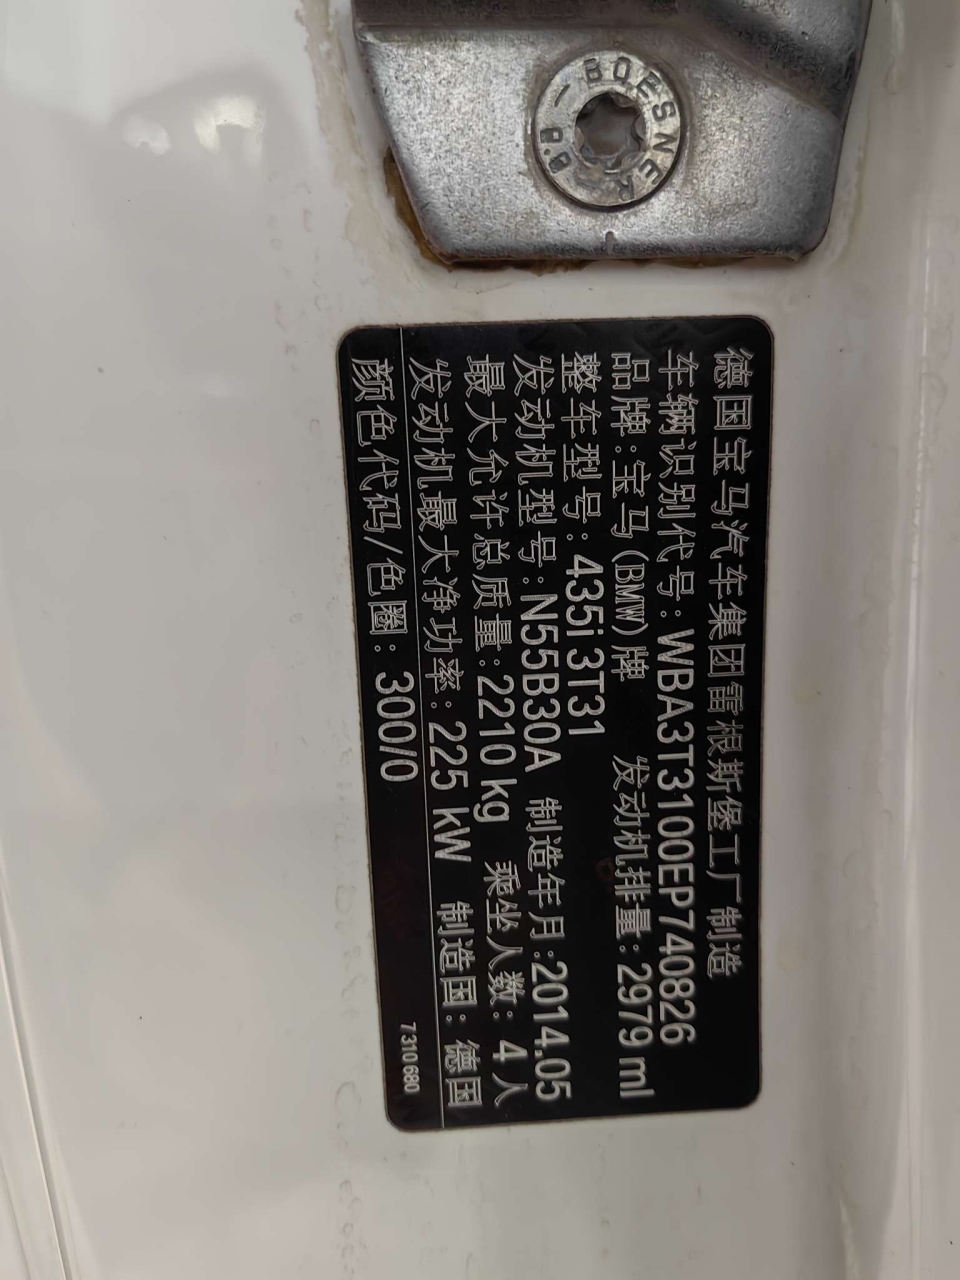 BOESNER 8.8
德国宝马汽车集团雷根斯堡工厂制造
车辆识别代号: WBA3T3100EP740826
品牌:宝马(BMW)牌 发动机排量: 2979 ml
整车型号: 435i 3T31
发动机型号:N55B30A 制造年月:2014.05
最大允许总质量:2210 kg 乘坐人数: 4 人
发动机最大净功率: 225 kW 制造国: 德国
颜色代码/色圈: 300/0
7310680